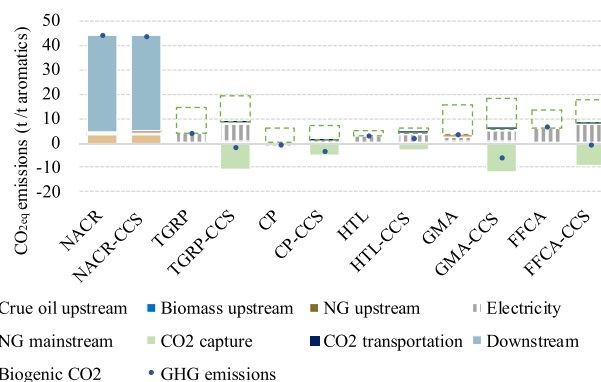 CO2eq emissions (t /t aromatics)
50
40
30
20
10
0
-10
-20
NACR
NACR-CCS
TGRP
TGRP-CCS
CP
CP-CCS
HTL
HTL-CCS
GMA
GMA-CCS
FFCA
FFCA-CCS
Crue oil upstream Biomass upstream NG upstream Electricity
NG mainstream CO2 capture CO2 transportation Downstream
Biogenic CO2 GHG emissions